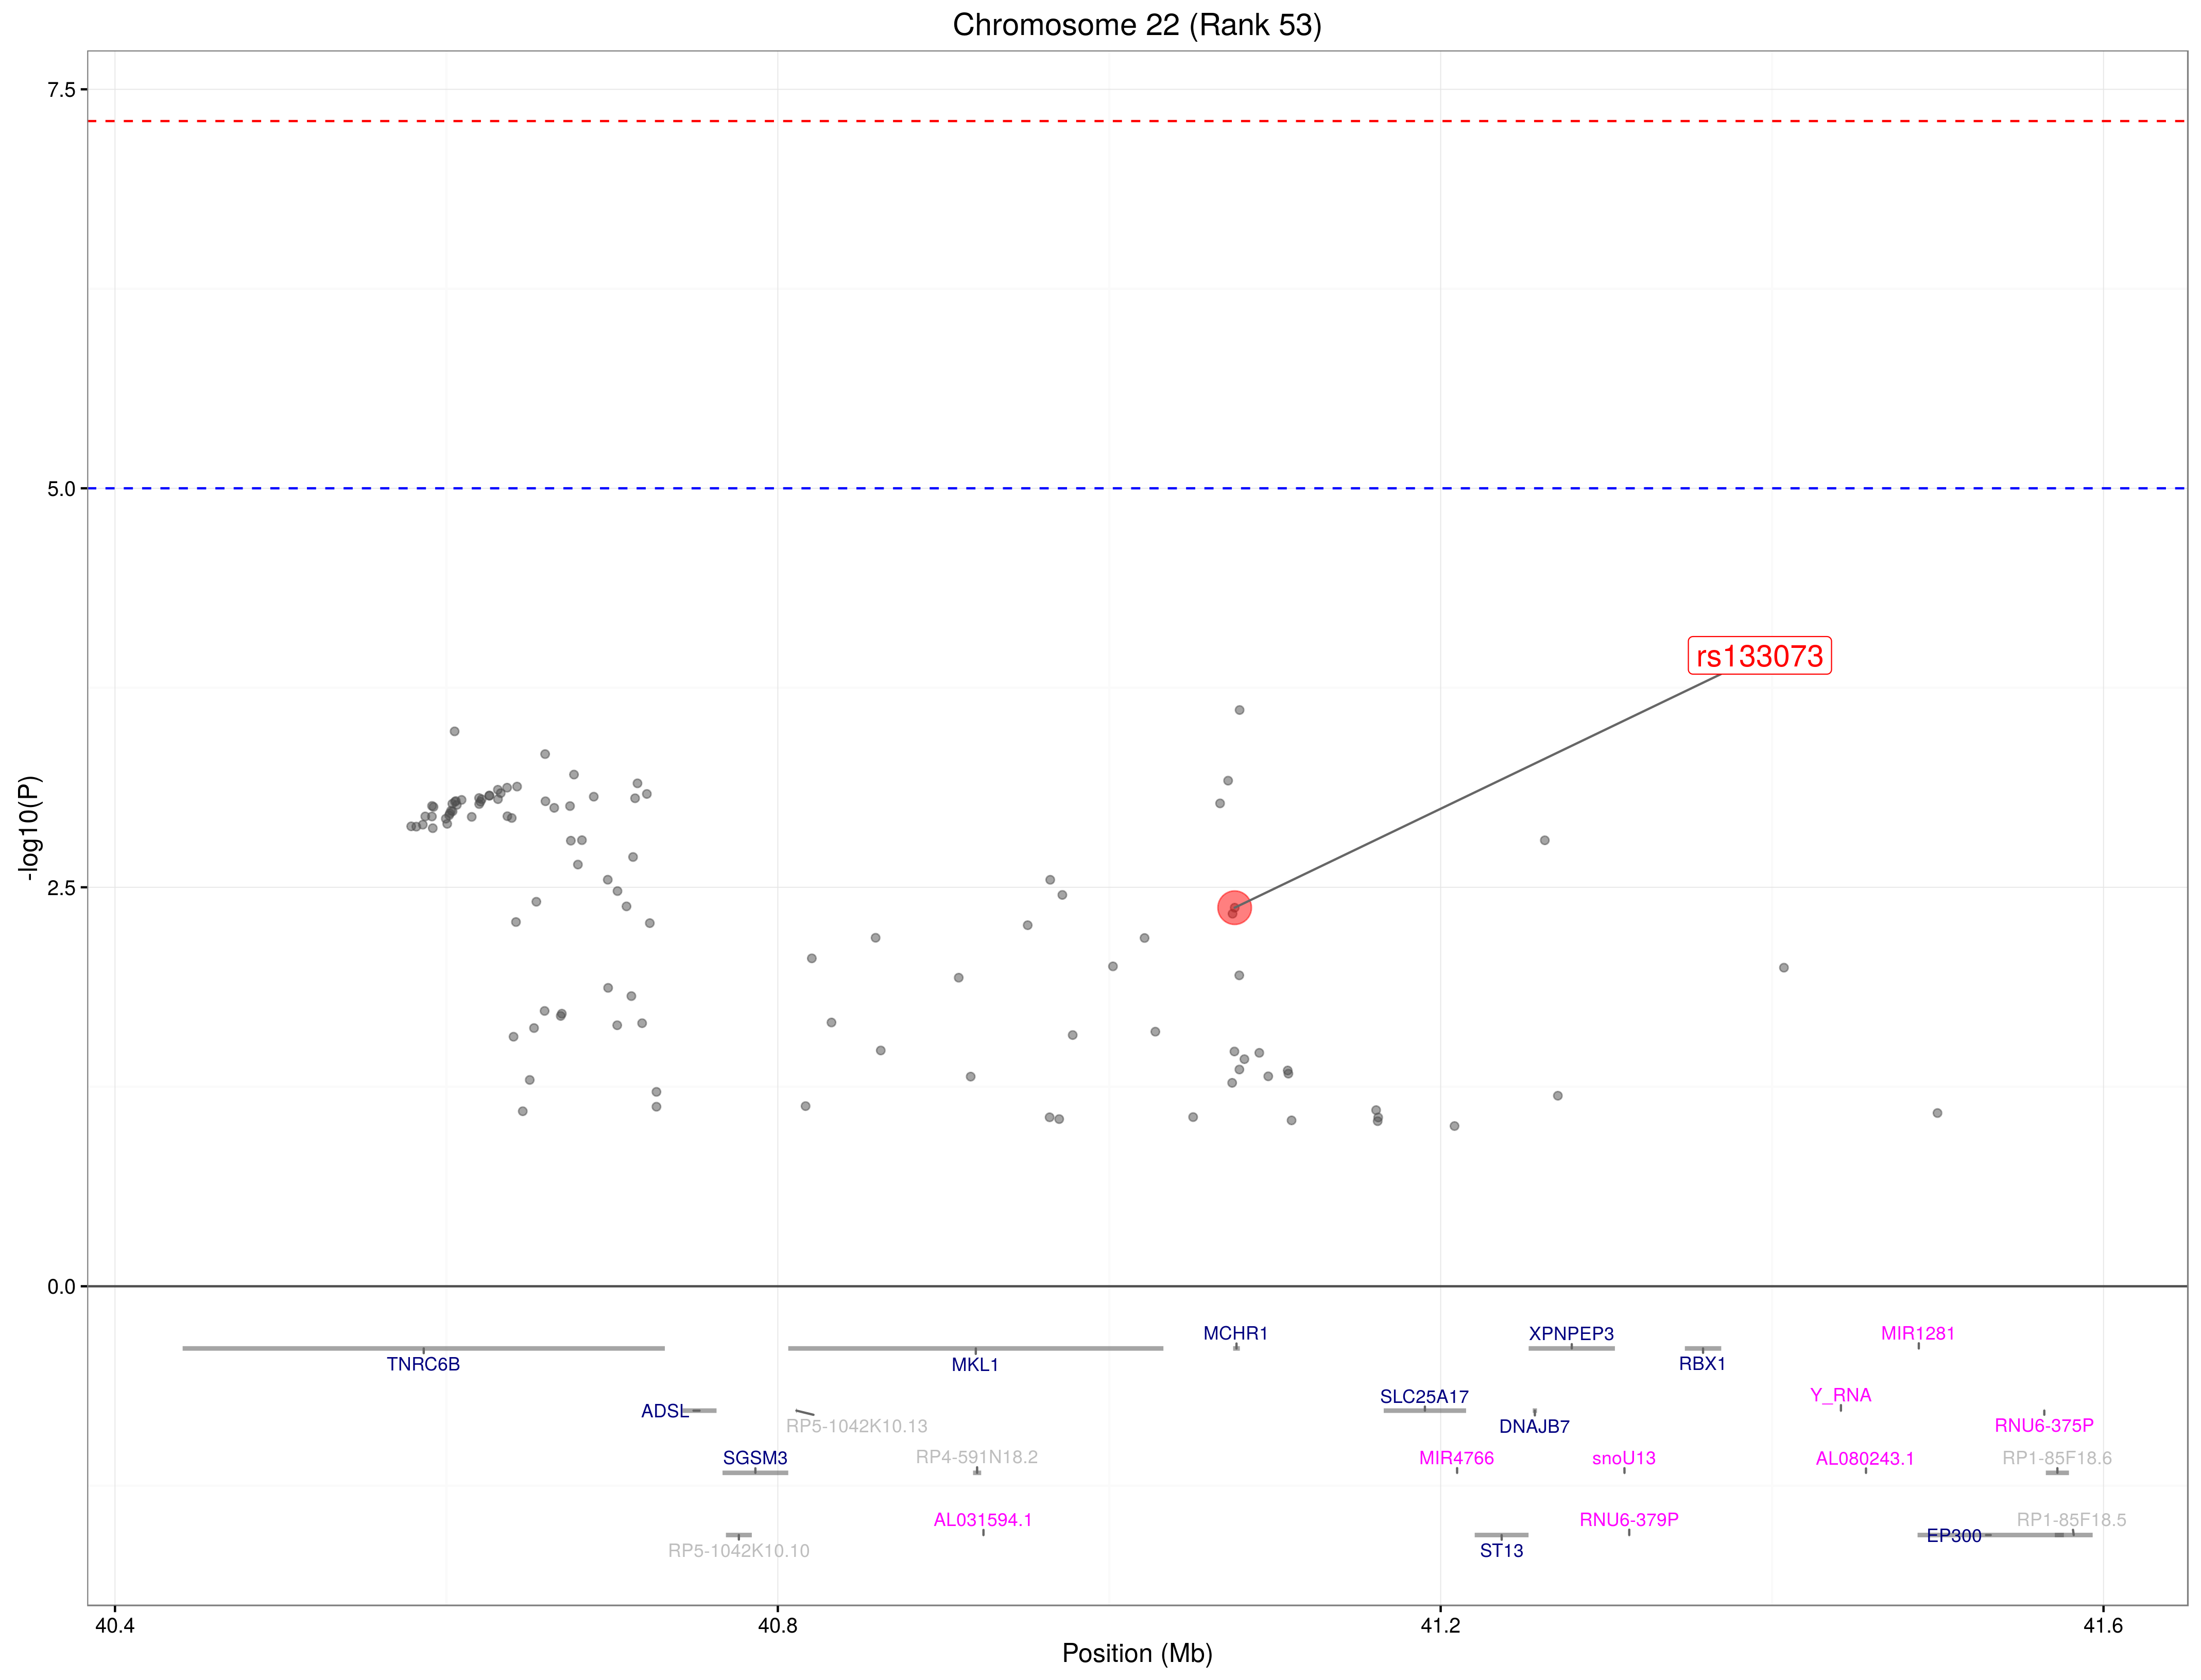 Chromosome 22 (Rank 53)
7.5
5.0
rs133073
-log10(P)
2.5
0.0
MCHR1
XPNPEP3
MIR1281
TNRC6B
MKL1
RBX1
SLC25A17
Y_RNA
ADSL
RP5-1042K10.13
DNAJB7
RNU6-375P
SGSM3
RP4-591N18.2
MIR4766
snoU13
AL080243.1
RP1-85F18.6
AL031594.1
RNU6-379P
RP1-85F18.5
EP300
RP5-1042K10.10
ST13
40.4
40.8
41.2
41.6
Position (Mb)